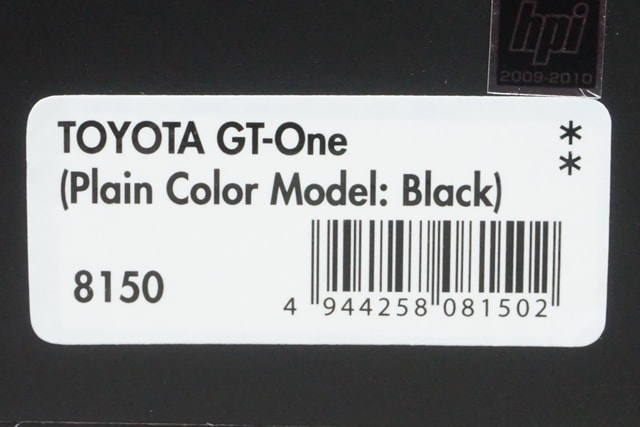 hpi
2009-2010
TOYOTA GT-One
(Plain Color Model: Black)
**
8150
4 944258 081502